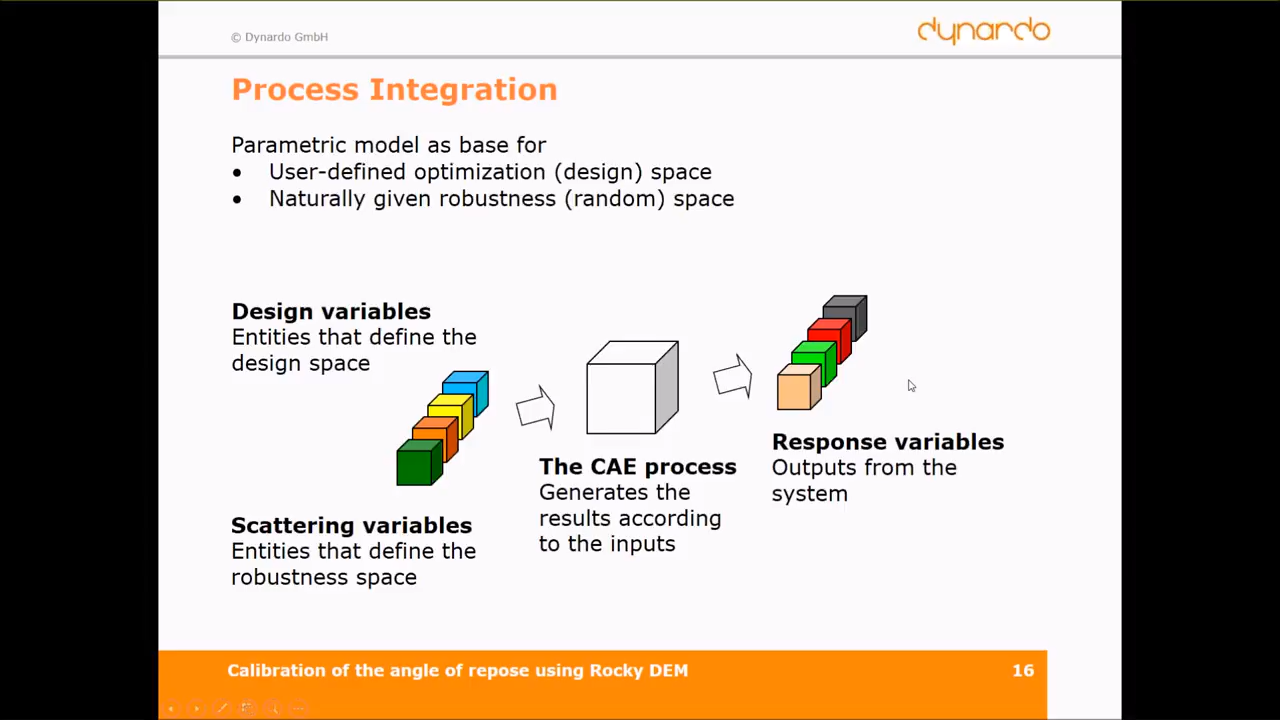 © Dynardo GmbH
dynardo
Process Integration
Parametric model as base for
• User-defined optimization (design) space
• Naturally given robustness (random) space
Design variables
Entities that define the
design space
Scattering variables
Entities that define the
robustness space
The CAE process
Generates the
results according
to the inputs
Response variables
Outputs from the
system
Calibration of the angle of repose using Rocky DEM
16